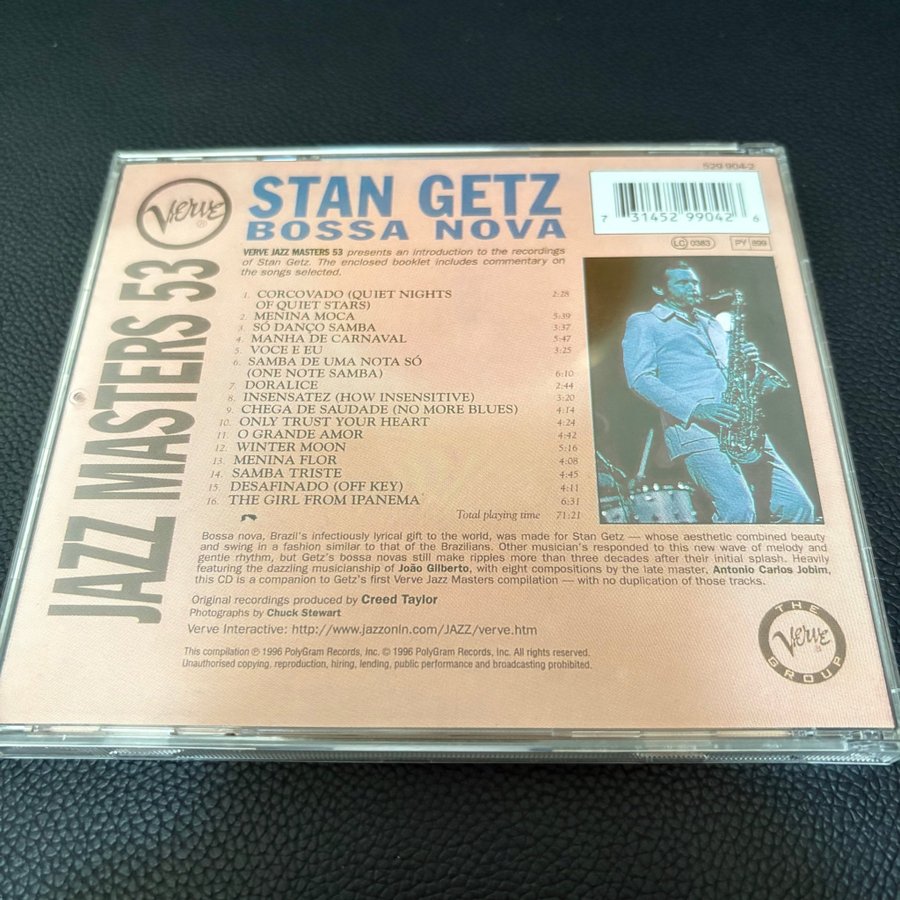 529 904-2
Verve
STAN GETZ
BOSSA NOVA
7 31452 99042 6
LC 0383 PY 899
JAZZ MASTERS 53
VERVE JAZZ MASTERS 53 presents an introduction to the recordings
of Stan Getz. The enclosed booklet includes commentary on
the songs selected.
1. CORCOVADO (QUIET NIGHTS 2:28
OF QUIET STARS)
2. MENINA MOCA 5:39
3. SÓ DANÇO SAMBA 3:37
4. MANHA DE CARNAVAL 5:47
5. VOCE E EU 3:25
6. SAMBA DE UMA NOTA SÓ
(ONE NOTE SAMBA) 6:10
7. DORALICE 2:44
8. INSENSATEZ (HOW INSENSITIVE) 3:20
9. CHEGA DE SAUDADE (NO MORE BLUES) 4:14
10. ONLY TRUST YOUR HEART 4:24
11. O GRANDE AMOR 4:42
12. WINTER MOON 5:16
13. MENINA FLOR 4:08
14. SAMBA TRISTE 4:45
15. DESAFINADO (OFF KEY) 4:11
16. THE GIRL FROM IPANEMA 6:31
Total playing time 71:21
Bossa nova, Brazil's infectiously lyrical gift to the world, was made for Stan Getz — whose aesthetic combined beauty
and swing in a fashion similar to that of the Brazilians. Other musician's responded to this new wave of melody and
gentle rhythm, but Getz's bossa novas still make ripples more than three decades after their initial splash. Heavily
featuring the dazzling musicianship of João Gilberto, with eight compositions by the late master, Antonio Carlos Jobim,
this CD is a companion to Getz's first Verve Jazz Masters compilation — with no duplication of those tracks.
Original recordings produced by Creed Taylor
Photographs by Chuck Stewart
Verve Interactive: http://www.jazzonln.com/JAZZ/verve.htm
This compilation ℗ 1996 PolyGram Records, Inc. © 1996 PolyGram Records, Inc. All rights reserved.
Unauthorised copying, reproduction, hiring, lending, public performance and broadcasting prohibited.
THE
Verve
GROUP